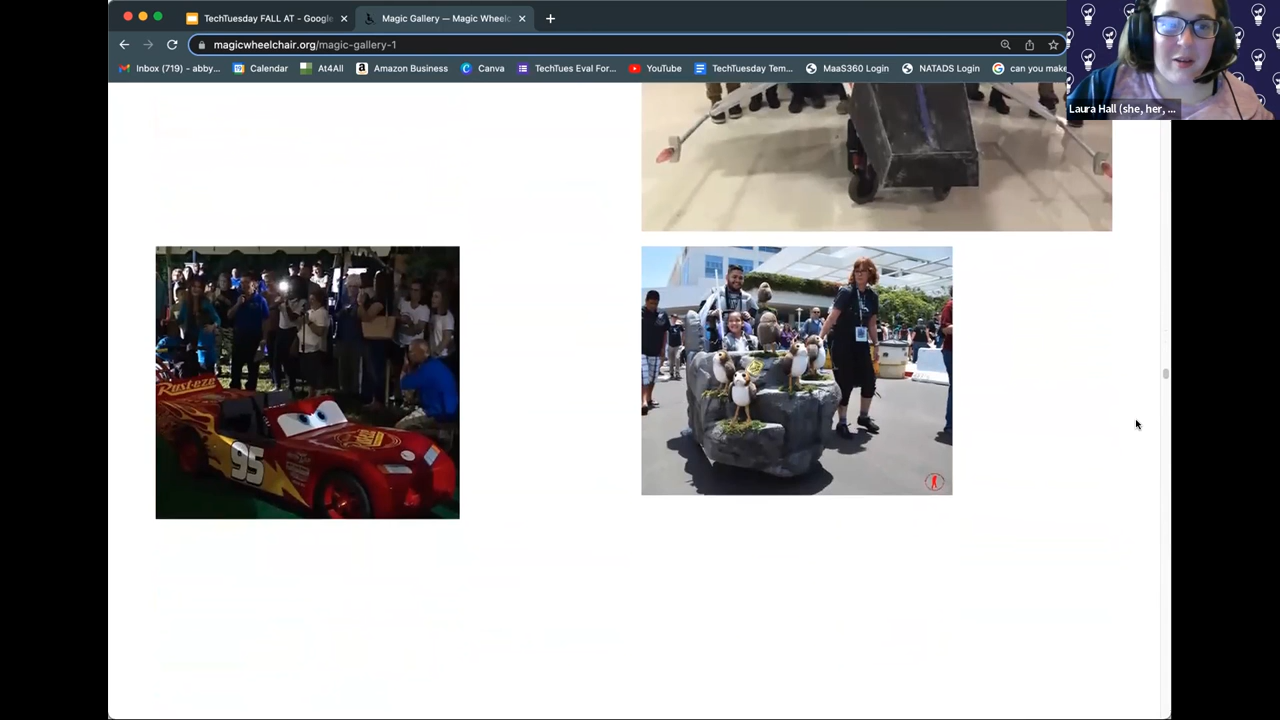 TechTuesday FALL AT - Google
Magic Gallery — Magic Wheelc
magicwheelchair.org/magic-gallery-1
Inbox (719) - abby...
Calendar
At4All
Amazon Business
Canva
TechTues Eval For...
YouTube
TechTuesday Tem...
MaaS360 Login
NATADS Login
can you make
Laura Hall (she, her, ...
Rust-eze
95